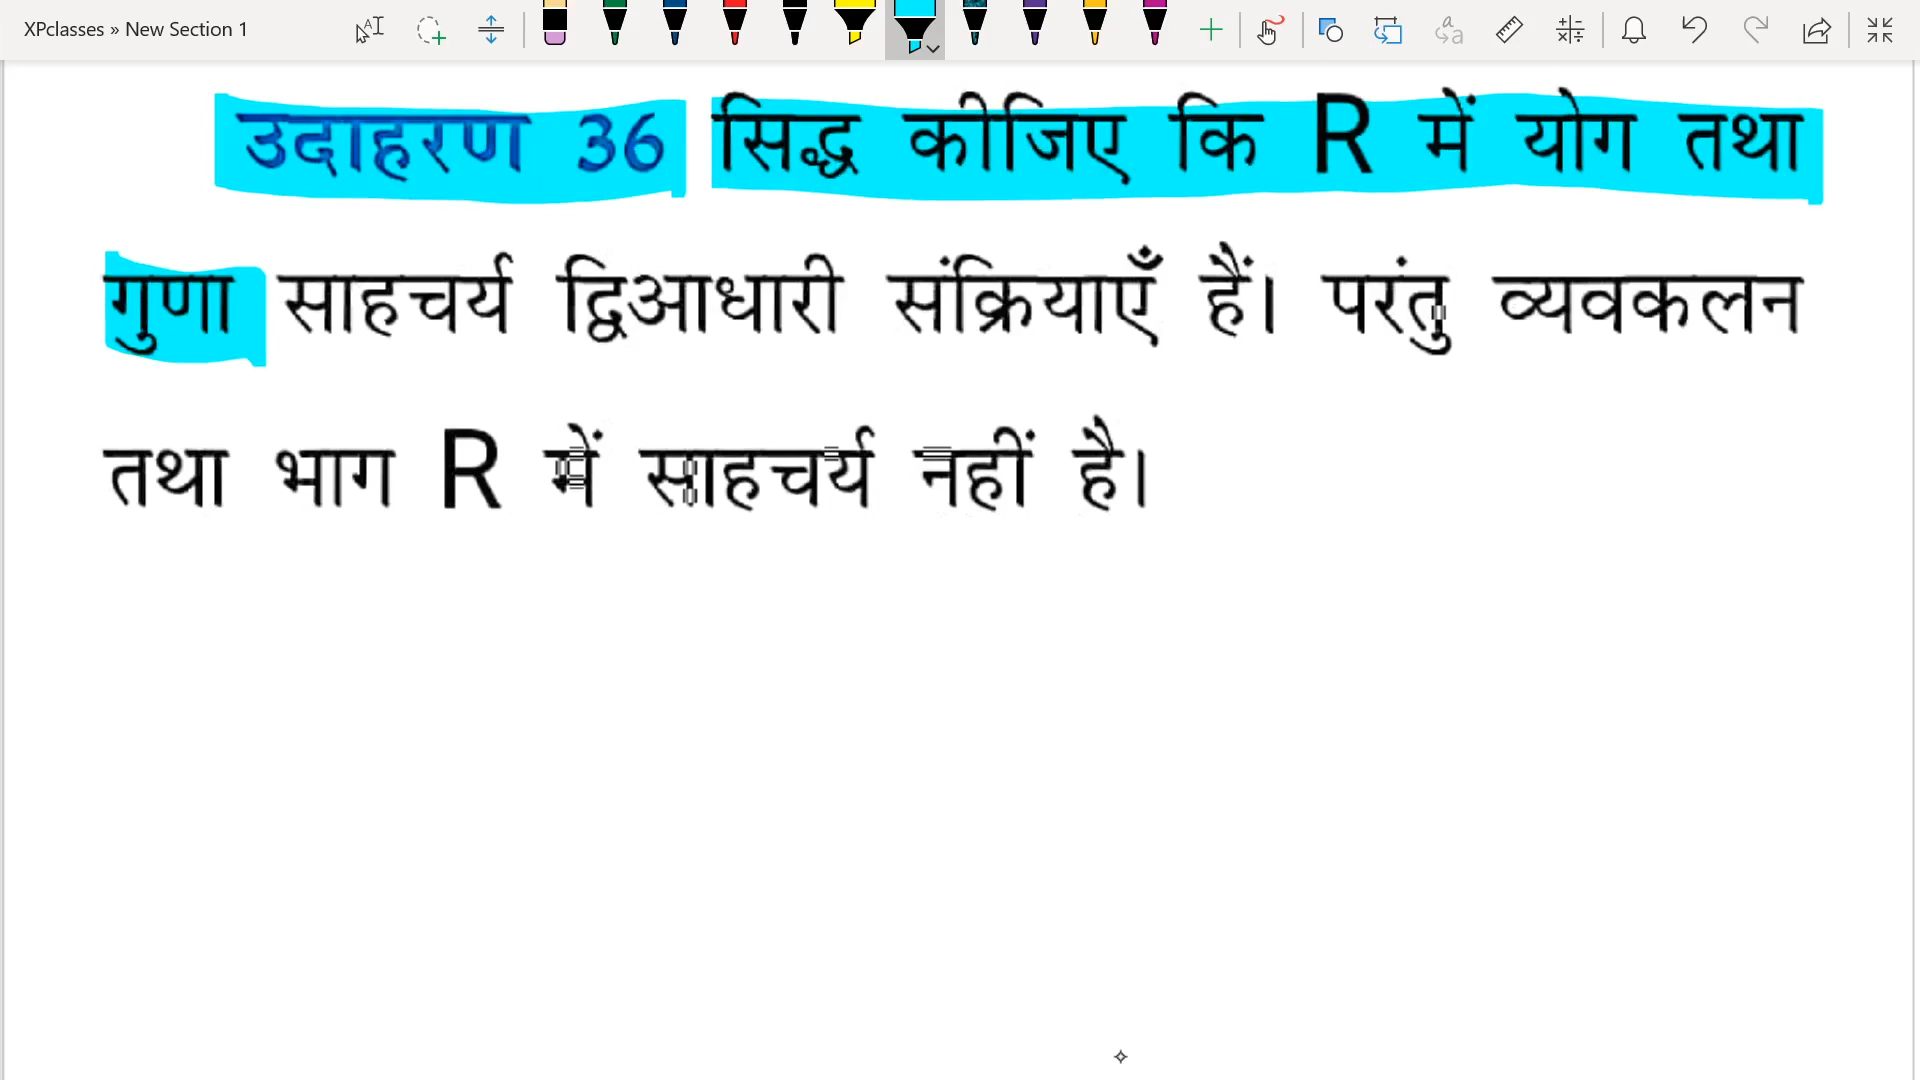 XPclasses » New Section 1
उदाहरण 36 सिद्ध कीजिए कि R में योग तथा
गुणा साहचर्य द्विआधारी संक्रियाएँ हैं। परंतु व्यवकलन
तथा भाग R में साहचर्य नहीं है।